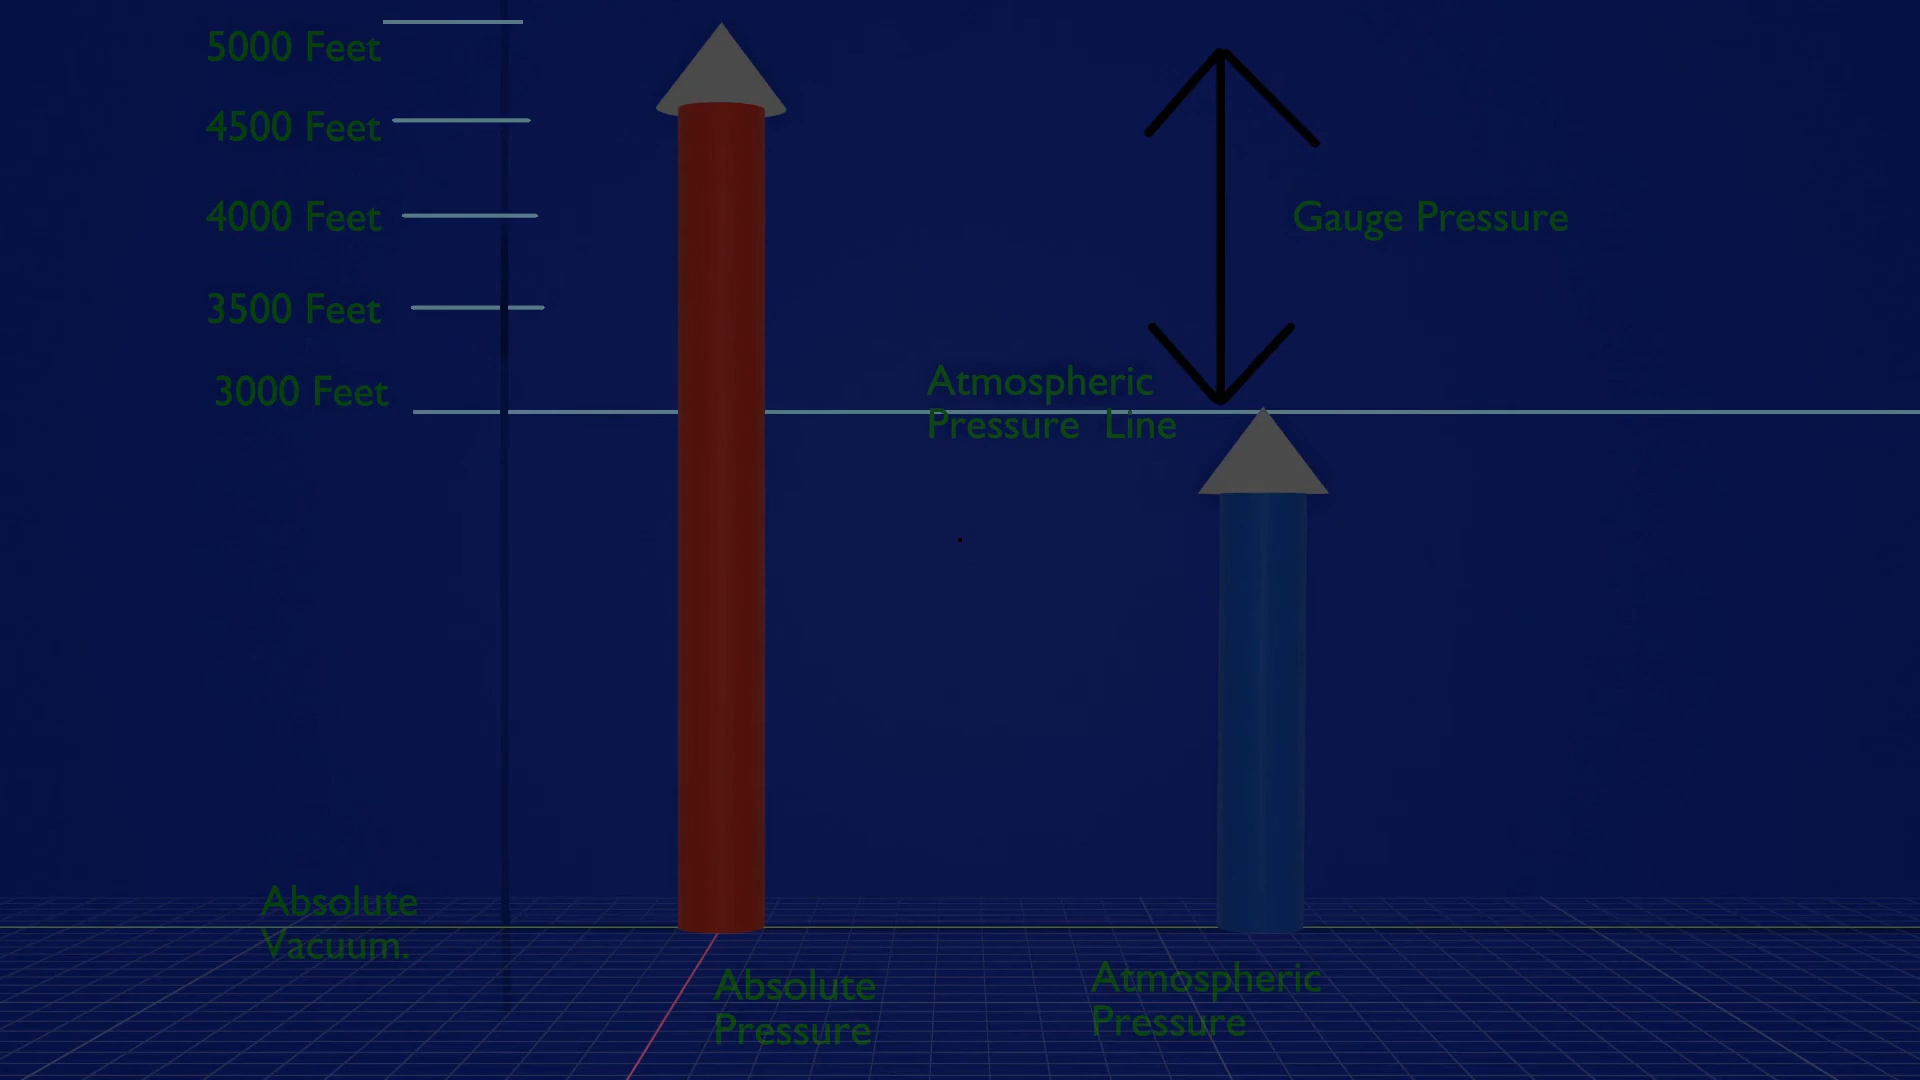 5000 Feet
4500 Feet
4000 Feet
Gauge Pressure
3500 Feet
3000 Feet
Atmospheric
Pressure Line
Absolute
Vacuum.
Absolute
Pressure
Atmospheric
Pressure